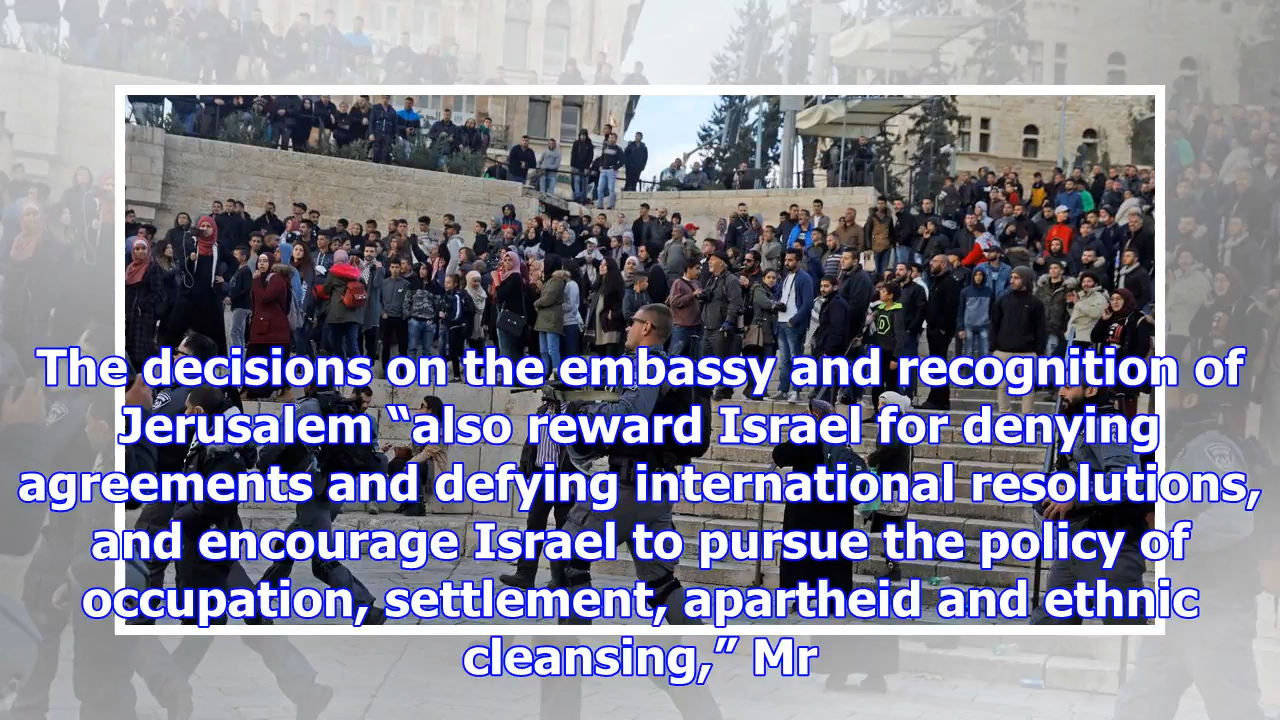 The decisions on the embassy and recognition of
Jerusalem “also reward Israel for denying
agreements and defying international resolutions,
and encourage Israel to pursue the policy of
occupation, settlement, apartheid and ethnic
cleansing,” Mr